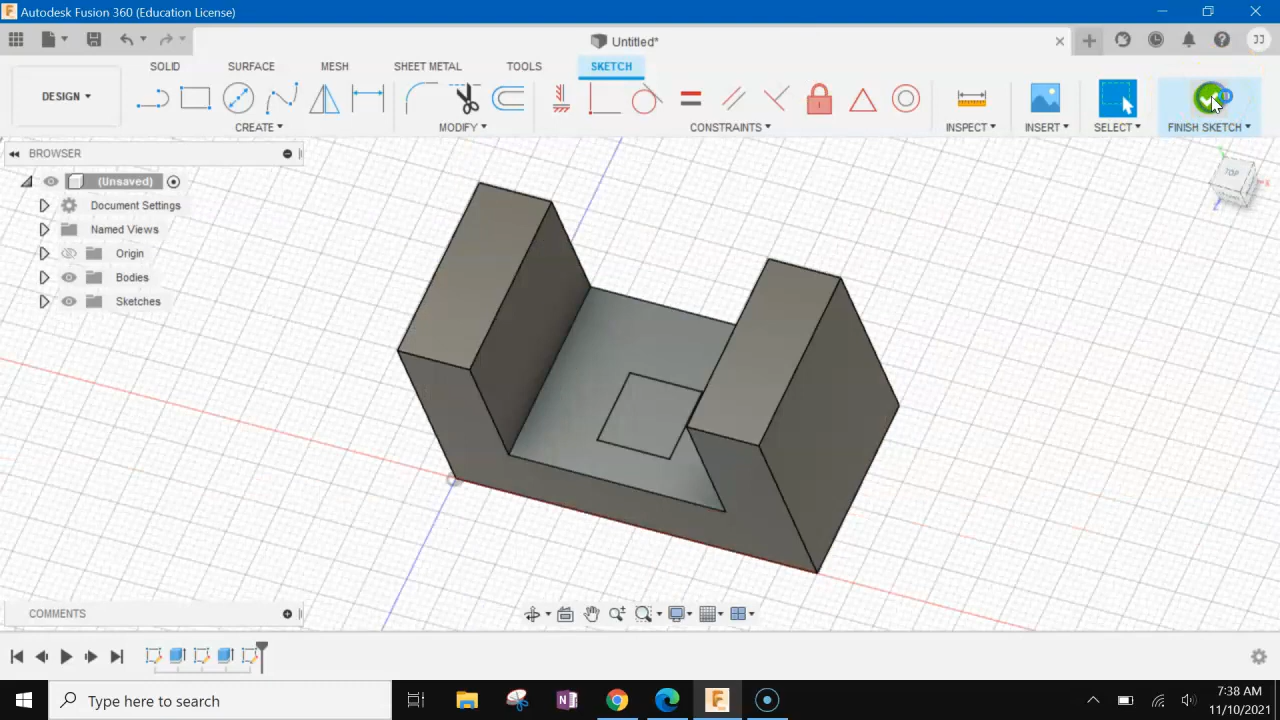 Autodesk Fusion 360 (Education License)
Untitled*
JJ
SOLID SURFACE MESH SHEET METAL TOOLS SKETCH
DESIGN
CREATE MODIFY CONSTRAINTS INSPECT INSERT SELECT FINISH SKETCH
BROWSER
(Unsaved)
Document Settings
Named Views
Origin
Bodies
Sketches
TOP
X
Z
COMMENTS
Type here to search
7:38 AM
11/10/2021